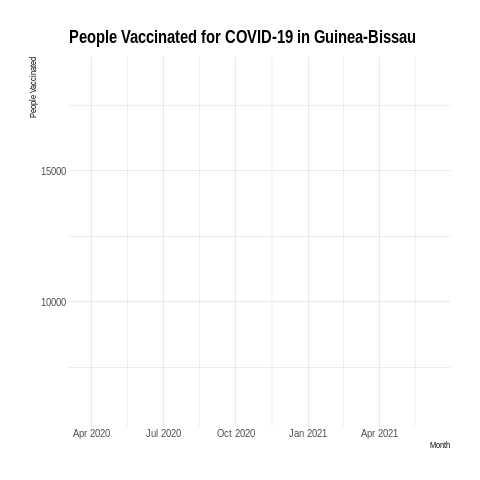 People Vaccinated for COVID-19 in Guinea-Bissau
People Vaccinated
15000
10000
Apr 2020 Jul 2020 Oct 2020 Jan 2021 Apr 2021
Month